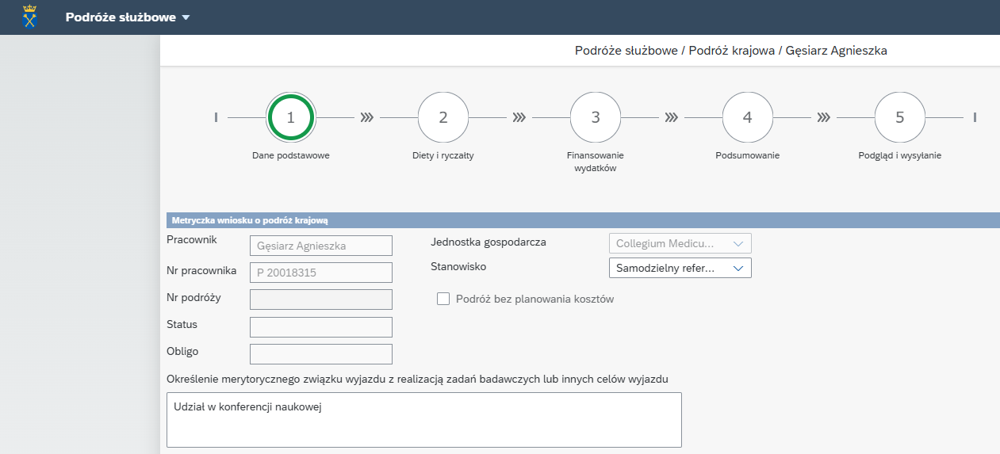 Podróże służbowe
Podróże służbowe / Podróż krajowa / Gęsiarz Agnieszka
1
2
3
4
5
Dane podstawowe
Diety i ryczałty
Finansowanie
wydatków
Podsumowanie
Podgląd i wysyłanie
Metryczka wniosku o podróż krajową
Pracownik
Gęsiarz Agnieszka
Jednostka gospodarcza
Collegium Medicu...
Nr pracownika
P 20018315
Stanowisko
Samodzielny refer...
Nr podróży
Podróż bez planowania kosztów
Status
Obligo
Określenie merytorycznego związku wyjazdu z realizacją zadań badawczych lub innych celów wyjazdu
Udział w konferencji naukowej